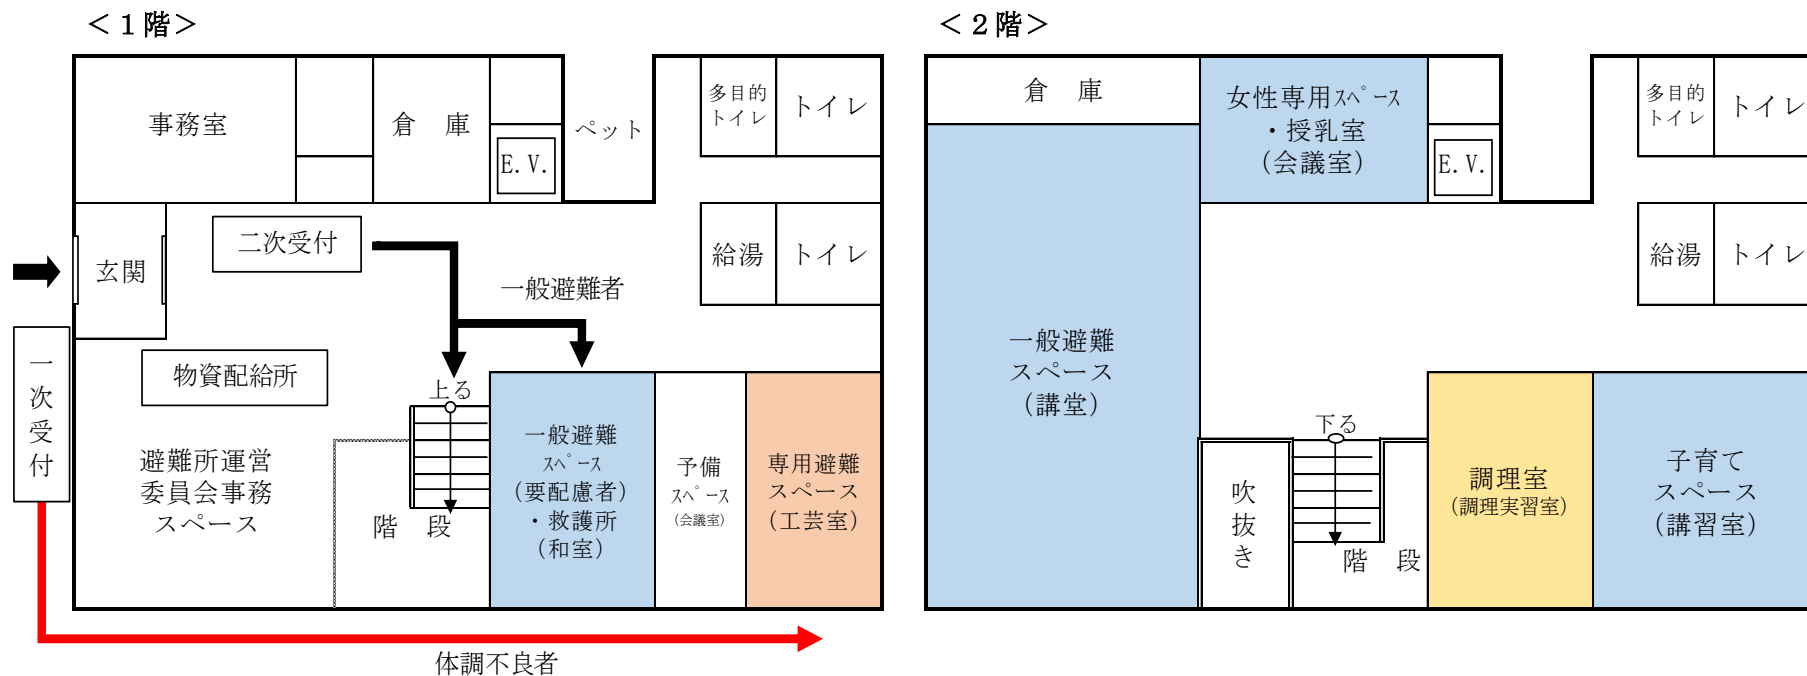 ＜１階＞
事務室
倉　庫
E.V.
ペット
多目的
トイレ
トイレ
玄関
二次受付
一般避難者
給湯
トイレ
一次受付
物資配給所
上る
避難所運営
委員会事務
スペース
階　段
一般避難
ｽﾍﾟｰｽ
（要配慮者）
・救護所
（和室）
予備
ｽﾍﾟｰｽ
（会議室）
専用避難
スペース
（工芸室）
体調不良者
＜２階＞
倉　庫
女性専用ｽﾍﾟｰｽ
・授乳室
（会議室）
E.V.
多目的
トイレ
トイレ
給湯
トイレ
一般避難
スペース
（講堂）
下る
吹抜き
階　段
調理室
（調理実習室）
子育て
スペース
（講習室）